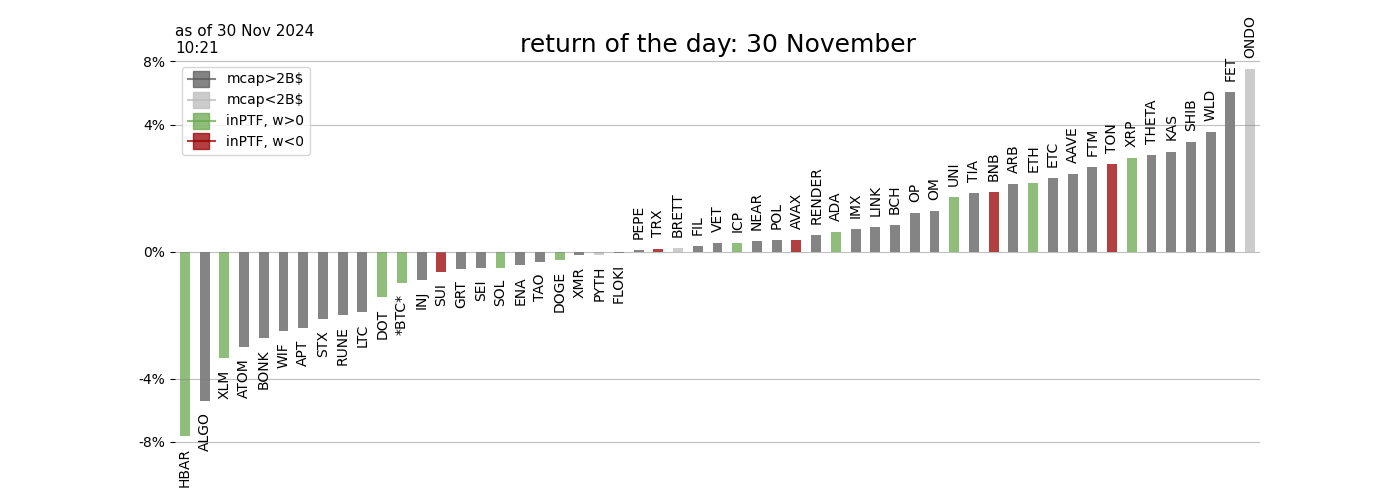 as of 30 Nov 2024
10:21
return of the day: 30 November
8%
4%
0%
-4%
-8%
mcap>2B$
mcap<2B$
inPTF, w>0
inPTF, w<0
HBAR
ALGO
XLM
ATOM
BONK
WIF
APT
STX
RUNE
LTC
DOT
*BTC*
INJ
SUI
GRT
SEI
SOL
ENA
TAO
DOGE
XMR
PYTH
FLOKI
PEPE
TRX
BRETT
FIL
VET
ICP
NEAR
POL
AVAX
RENDER
ADA
IMX
LINK
BCH
OP
OM
UNI
TIA
BNB
ARB
ETH
ETC
AAVE
FTM
TON
XRP
THETA
KAS
SHIB
WLD
FET
ONDO